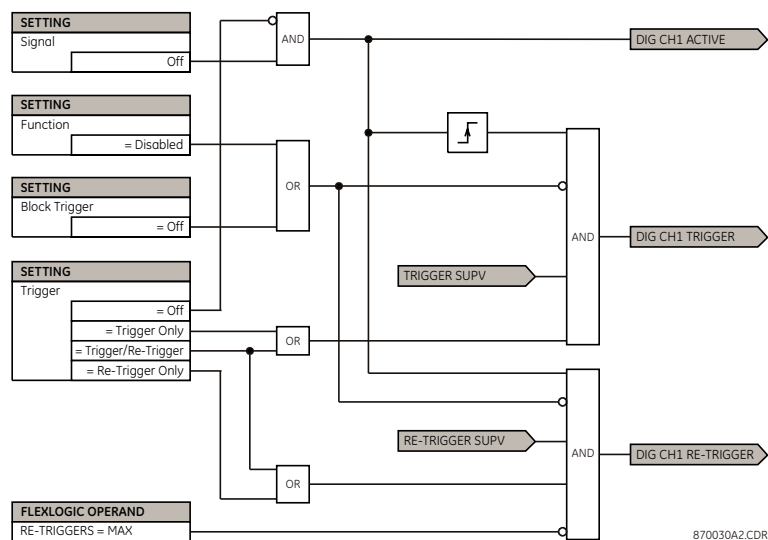 SETTING
Signal
Off
AND
DIG CH1 ACTIVE
SETTING
Function
= Disabled
OR
SETTING
Block Trigger
= Off
AND
DIG CH1 TRIGGER
TRIGGER SUPV
SETTING
Trigger
= Off
= Trigger Only
= Trigger/Re-Trigger
= Re-Trigger Only
OR
RE-TRIGGER SUPV
AND
DIG CH1 RE-TRIGGER
OR
FLEXLOGIC OPERAND
RE-TRIGGERS = MAX
870030A2.CDR